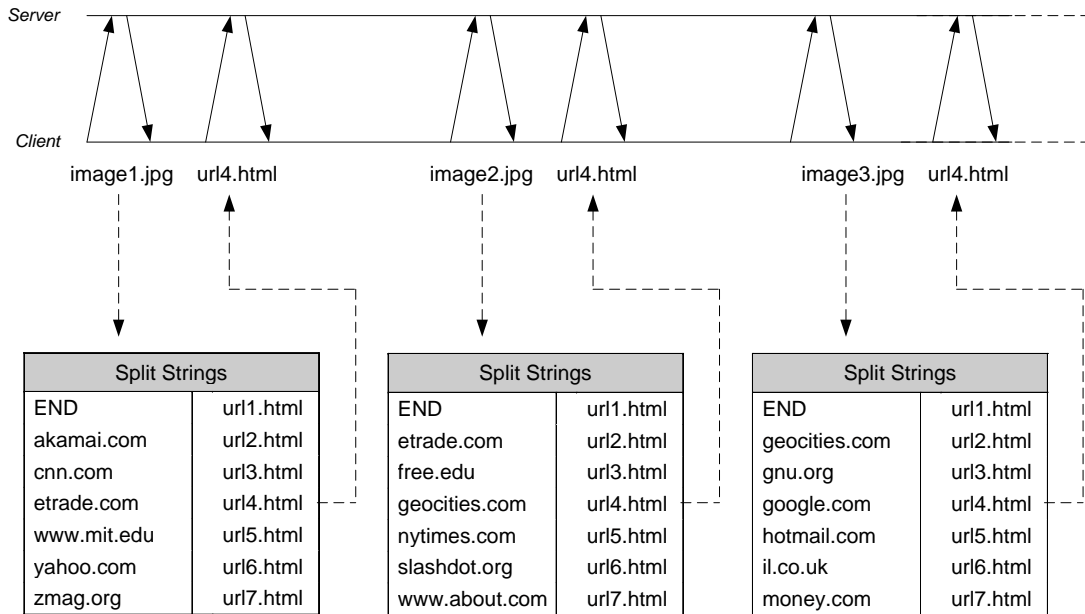 Server
Client
image1.jpg url4.html image2.jpg url4.html image3.jpg url4.html
Split Strings
END url1.html
akamai.com url2.html
cnn.com url3.html
etrade.com url4.html
www.mit.edu url5.html
yahoo.com url6.html
zmag.org url7.html
Split Strings
END url1.html
etrade.com url2.html
free.edu url3.html
geocities.com url4.html
nytimes.com url5.html
slashdot.org url6.html
www.about.com url7.html
Split Strings
END url1.html
geocities.com url2.html
gnu.org url3.html
google.com url4.html
hotmail.com url5.html
il.co.uk url6.html
money.com url7.html